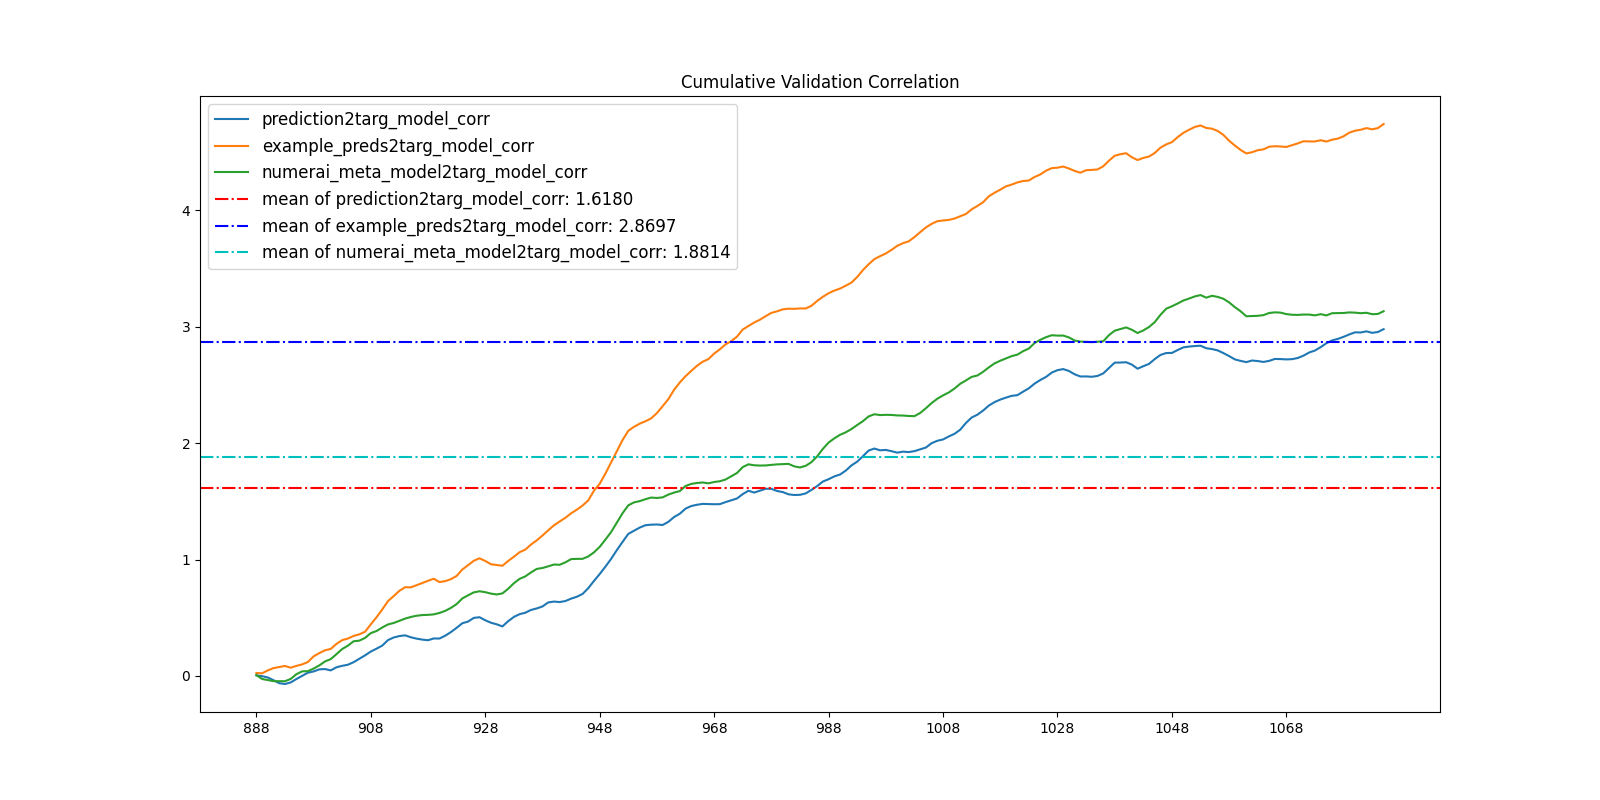 Cumulative Validation Correlation
prediction2targ_model_corr
example_preds2targ_model_corr
numerai_meta_model2targ_model_corr
mean of prediction2targ_model_corr: 1.6180
mean of example_preds2targ_model_corr: 2.8697
mean of numerai_meta_model2targ_model_corr: 1.8814
4
3
2
1
0
888 908 928 948 968 988 1008 1028 1048 1068